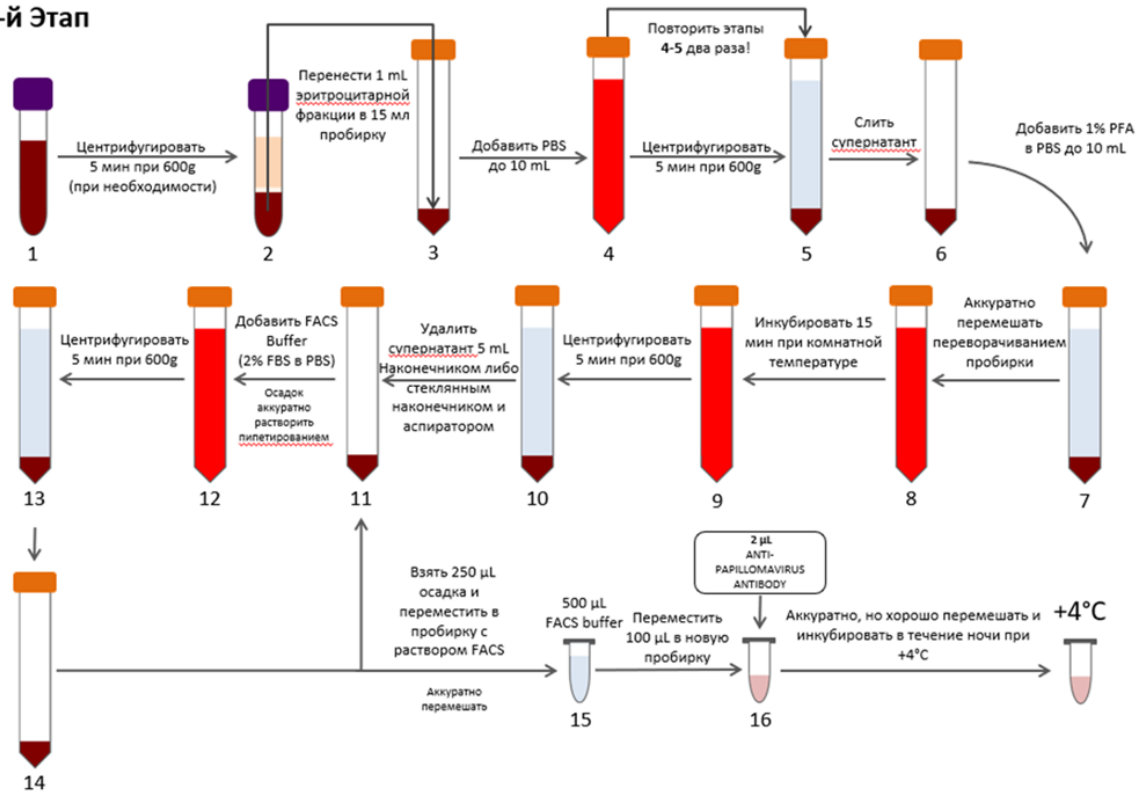 -й Этап
Перенести 1 mL
эритроцитарной
фракции в 15 мл
пробирку
Повторить этапы
4-5 два раза!
Центрифугировать
5 мин при 600g
(при необходимости)
Добавить PBS
до 10 mL
Центрифугировать
5 мин при 600g
Слить
супернатант
Добавить 1% PFA
в PBS до 10 mL
1
2
3
4
5
6
Центрифугировать
5 мин при 600g
Добавить FACS
Buffer
(2% FBS в PBS)
Осадок
аккуратно
растворить
пипетированием
Удалить
супернатант 5 mL
Наконечником либо
стеклянным
наконечником и
аспиратором
Центрифугировать
5 мин при 600g
Инкубировать 15
мин при комнатной
температуре
Аккуратно
перемешать
переворачиванием
пробирки
13
12
11
10
9
8
7
Взять 250 µL
осадка и
переместить в
пробирку с
раствором FACS
Аккуратно
перемешать
500 µL
FACS buffer
Переместить
100 µL в новую
пробирку
2 µL
ANTI-
PAPILLOMAVIRUS
ANTIBODY
Аккуратно, но хорошо перемешать и
инкубировать в течение ночи при
+4°C
+4°C
14
15
16